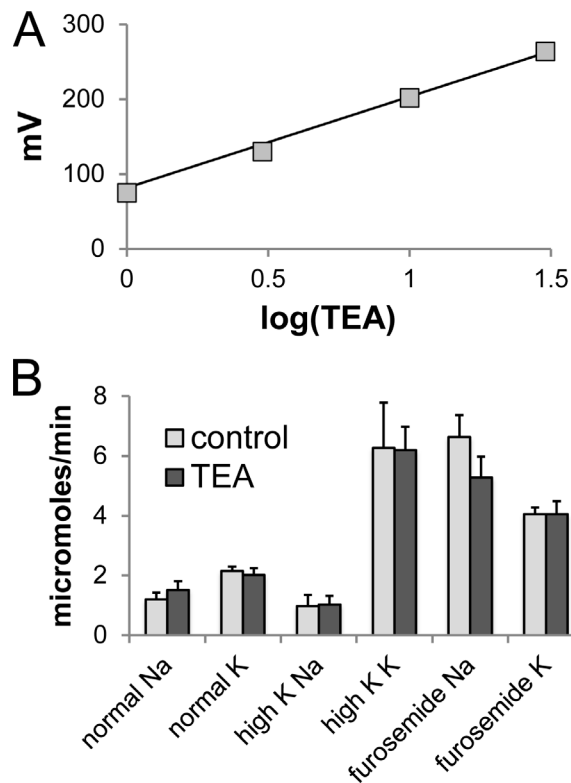 A
300
200
100
0
mV
0
0.5
1
1.5
log(TEA)
B
8
6
4
2
0
micromoles/min
control
TEA
normal Na
normal K
high K Na
high K K
furosemide Na
furosemide K